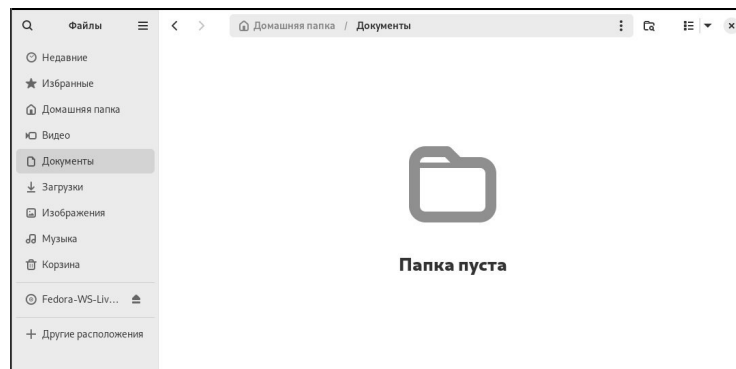 Файлы
Домашняя папка / Документы
Недавние
Избранные
Домашняя папка
Видео
Документы
Загрузки
Изображения
Музыка
Корзина
Fedora-WS-Liv...
Другие расположения
Папка пуста